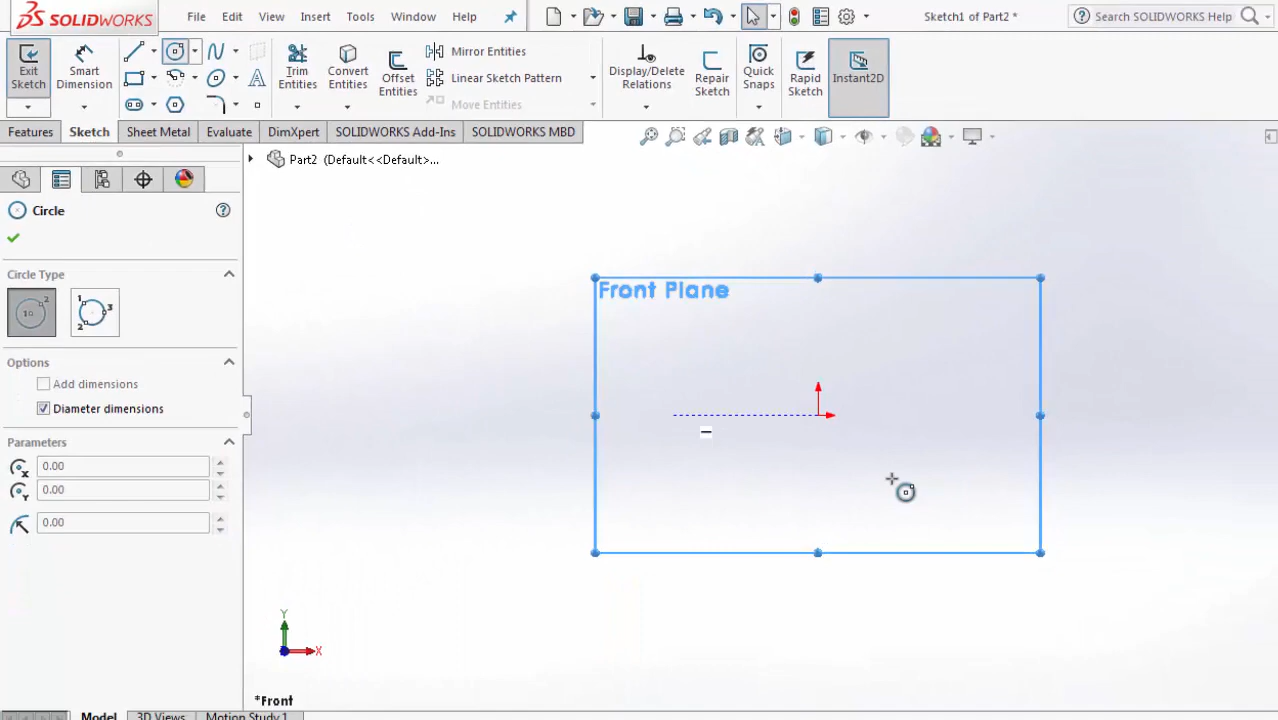 SOLIDWORKS
File Edit View Insert Tools Window Help
Sketch1 of Part2 *
Search SOLIDWORKS Help
Exit Sketch
Smart Dimension
Trim Entities
Convert Entities
Offset Entities
Mirror Entities
Linear Sketch Pattern
Move Entities
Display/Delete Relations
Repair Sketch
Quick Snaps
Rapid Sketch
Instant2D
Features Sketch Sheet Metal Evaluate DimXpert SOLIDWORKS Add-Ins SOLIDWORKS MBD
Part2 (Default<<Default>...
Circle
Circle Type
Options
Add dimensions
Diameter dimensions
Parameters
0.00
0.00
0.00
Front Plane
Y
X
*Front
Model 3D Views Motion Study 1